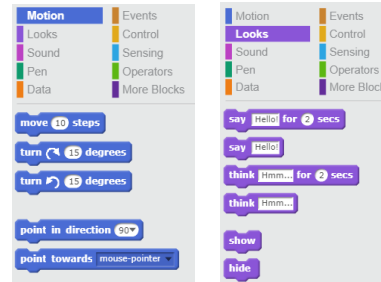 Motion Events
Looks Control
Sound Sensing
Pen Operators
Data More Blocks
move 10 steps
turn 15 degrees
turn 15 degrees
point in direction 90
point towards mouse-pointer
Motion Events
Looks Control
Sound Sensing
Pen Operators
Data More Bloc
say Hello! for 2 secs
say Hello!
think Hmm... for 2 secs
think Hmm...
show
hide